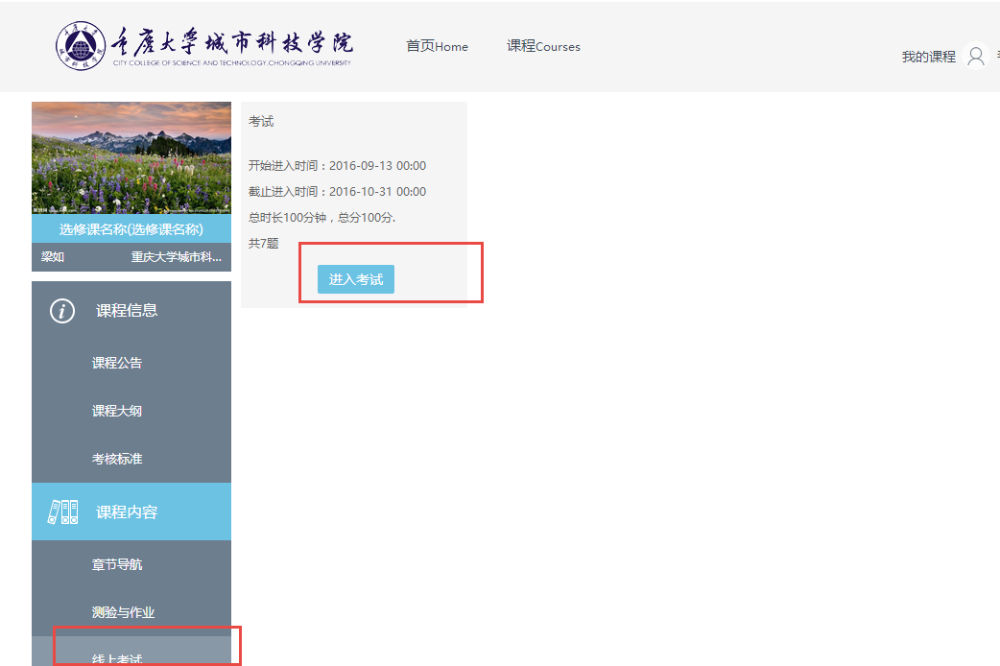 重庆大学城市科技学院
CITY COLLEGE OF SCIENCE AND TECHNOLOGY,CHONGQING UNIVERSITY
首页Home
课程Courses
我的课程
选修课名称(选修课名称)
梁如
重庆大学城市科...
课程信息
课程公告
课程大纲
考核标准
课程内容
章节导航
测验与作业
线上考试
考试
开始进入时间：2016-09-13 00:00
截止进入时间：2016-10-31 00:00
总时长100分钟，总分100分.
共7题
进入考试